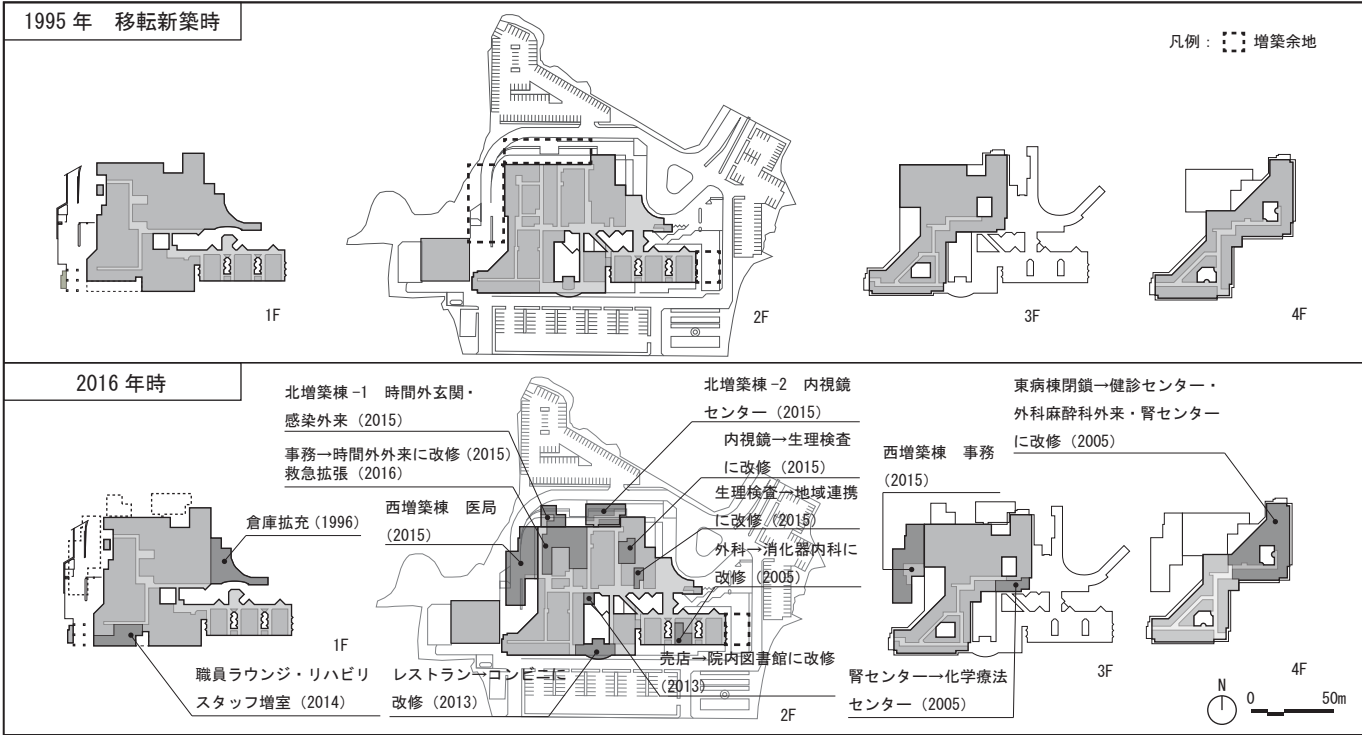 1995 年　移転新築時
凡例：　増築余地
1F
2F
3F
4F
2016 年時
北増築棟 -1　時間外玄関・
感染外来 (2015)
事務→時間外外来に改修 (2015)
救急拡張 (2016)
西増築棟　医局
(2015)
倉庫拡充 (1996)
職員ラウンジ・リハビリ
スタッフ増室 (2014)
1F
レストラン→コンビニに
改修 (2013)
北増築棟 -2　内視鏡
センター (2015)
内視鏡→生理検査
に改修 (2015)
生理検査→地域連携
に改修 (2015)
外科→消化器内科に
改修 (2005)
売店→院内図書館に改修
(2013)
2F
西増築棟　事務
(2015)
腎センター→化学療法
センター (2005)
3F
東病棟閉鎖→健診センター・
外科麻酔科外来・腎センター
に改修 (2005)
4F
N
0　50m